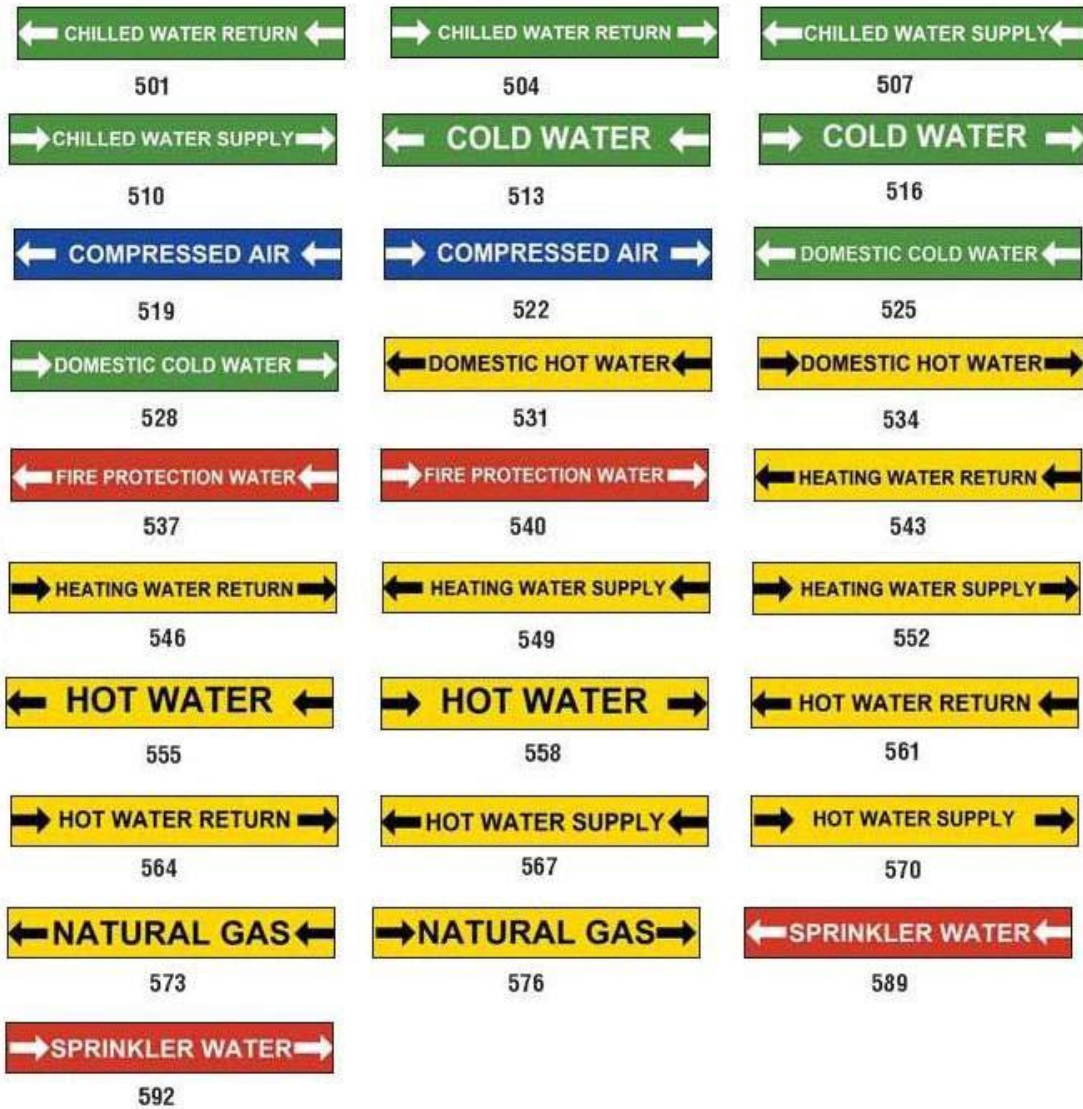 CHILLED WATER RETURN CHILLED WATER RETURN CHILLED WATER SUPPLY
501 504 507
CHILLED WATER SUPPLY COLD WATER COLD WATER
510 513 516
COMPRESSED AIR COMPRESSED AIR DOMESTIC COLD WATER
519 522 525
DOMESTIC COLD WATER DOMESTIC HOT WATER DOMESTIC HOT WATER
528 531 534
FIRE PROTECTION WATER FIRE PROTECTION WATER HEATING WATER RETURN
537 540 543
HEATING WATER RETURN HEATING WATER SUPPLY HEATING WATER SUPPLY
546 549 552
HOT WATER HOT WATER HOT WATER RETURN
555 558 561
HOT WATER RETURN HOT WATER SUPPLY HOT WATER SUPPLY
564 567 570
NATURAL GAS NATURAL GAS SPRINKLER WATER
573 576 589
SPRINKLER WATER
592